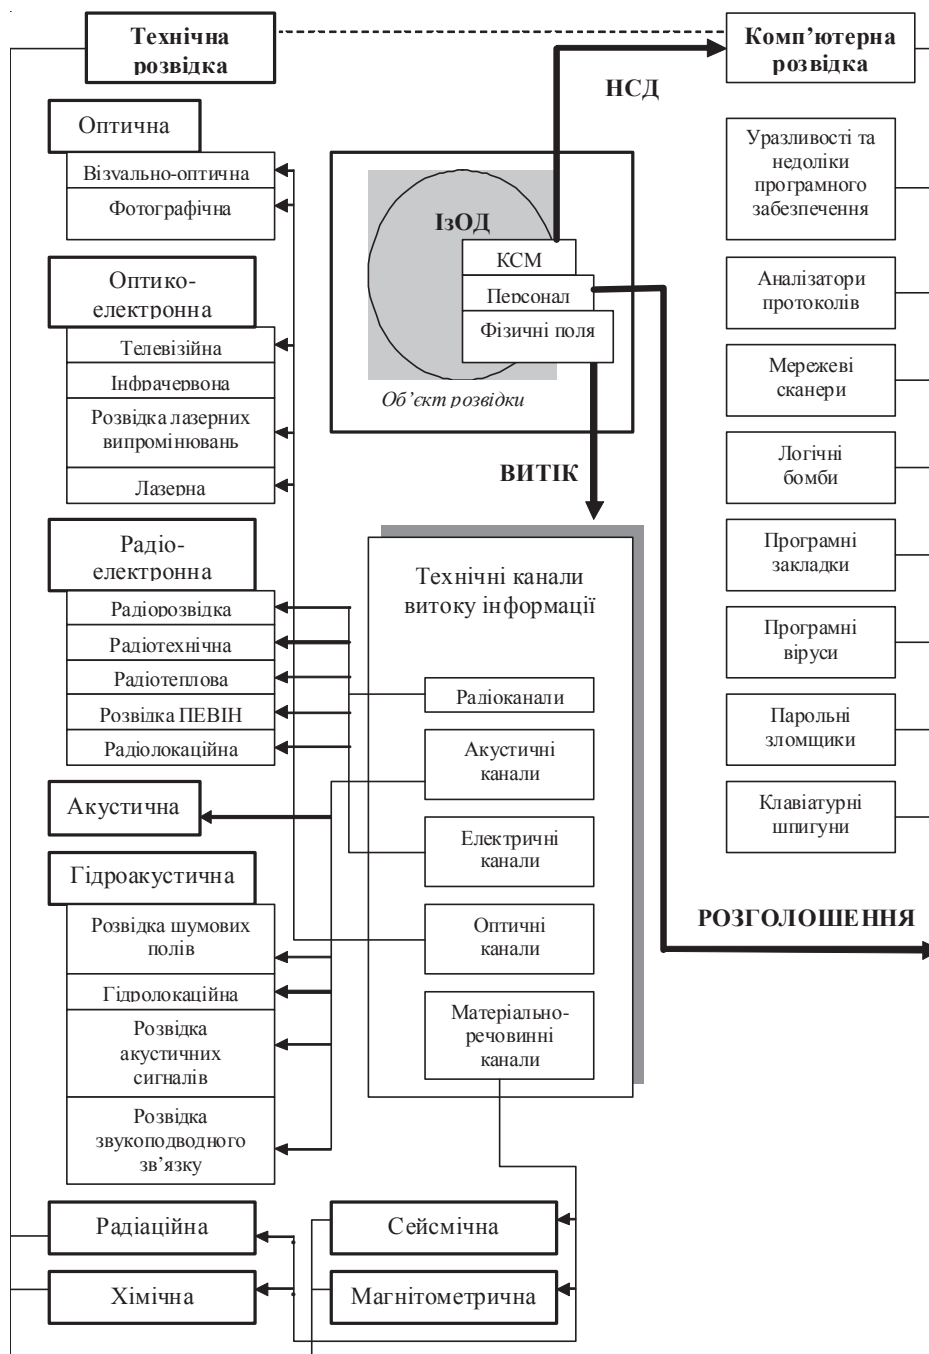 Технічна
розвідка
Комп’ютерна
розвідка
НСД
Оптична
Візуально-оптична
Фотографічна
Оптико-
електронна
Телевізійна
Інфрачервона
Розвідка лазерних
випромінювань
Лазерна
Радіо-
електронна
Радіорозвідка
Радіотехнічна
Радіотеплова
Розвідка ПЕВІН
Радіолокаційна
Акустична
Гідроакустична
Розвідка шумових
полів
Гідролокаційна
Розвідка
акустичних
сигналів
Розвідка
звукоподводного
зв’язку
Радіаційна
Хімічна
Сейсмічна
Магнітометрична
ІзОД
КСМ
Персонал
Фізичні поля
Об’єкт розвідки
ВИТІК
Технічні канали
витоку інформації
Радіоканали
Акустичні
канали
Електричні
канали
Оптичні
канали
Матеріально-
речовинні
канали
Уразливості та
недоліки
програмного
забезпечення
Аналізатори
протоколів
Мережеві
сканери
Логічні
бомби
Програмні
закладки
Програмні
віруси
Парольні
зломщики
Клавіатурні
шпигуни
РОЗГОЛОШЕННЯ